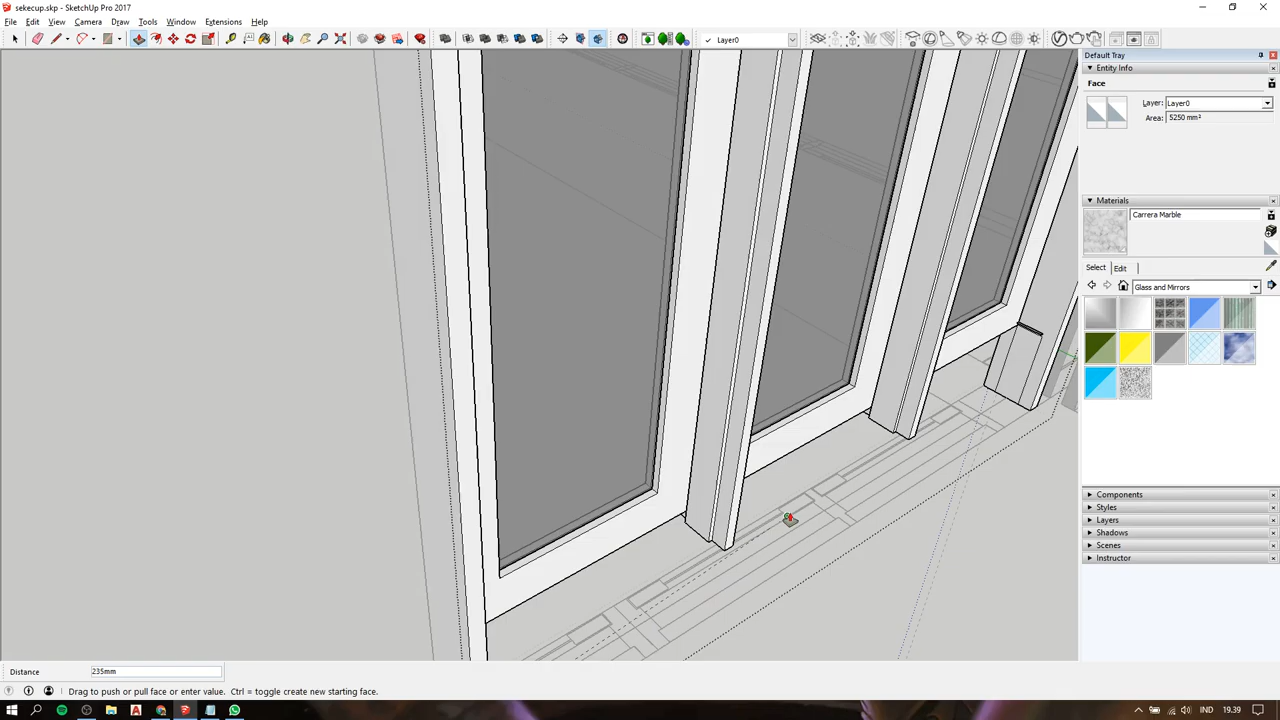 sekecup.skp - SketchUp Pro 2017
File Edit View Camera Draw Tools Window Extensions Help
Layer0
Default Tray
Entity Info
Face
Layer: Layer0
Area: 5250 mm²
Materials
Carrera Marble
Select Edit
Glass and Mirrors
Components
Styles
Layers
Shadows
Scenes
Instructor
Distance 235mm
Drag to push or pull face or enter value. Ctrl = toggle create new starting face.
IND 19.39